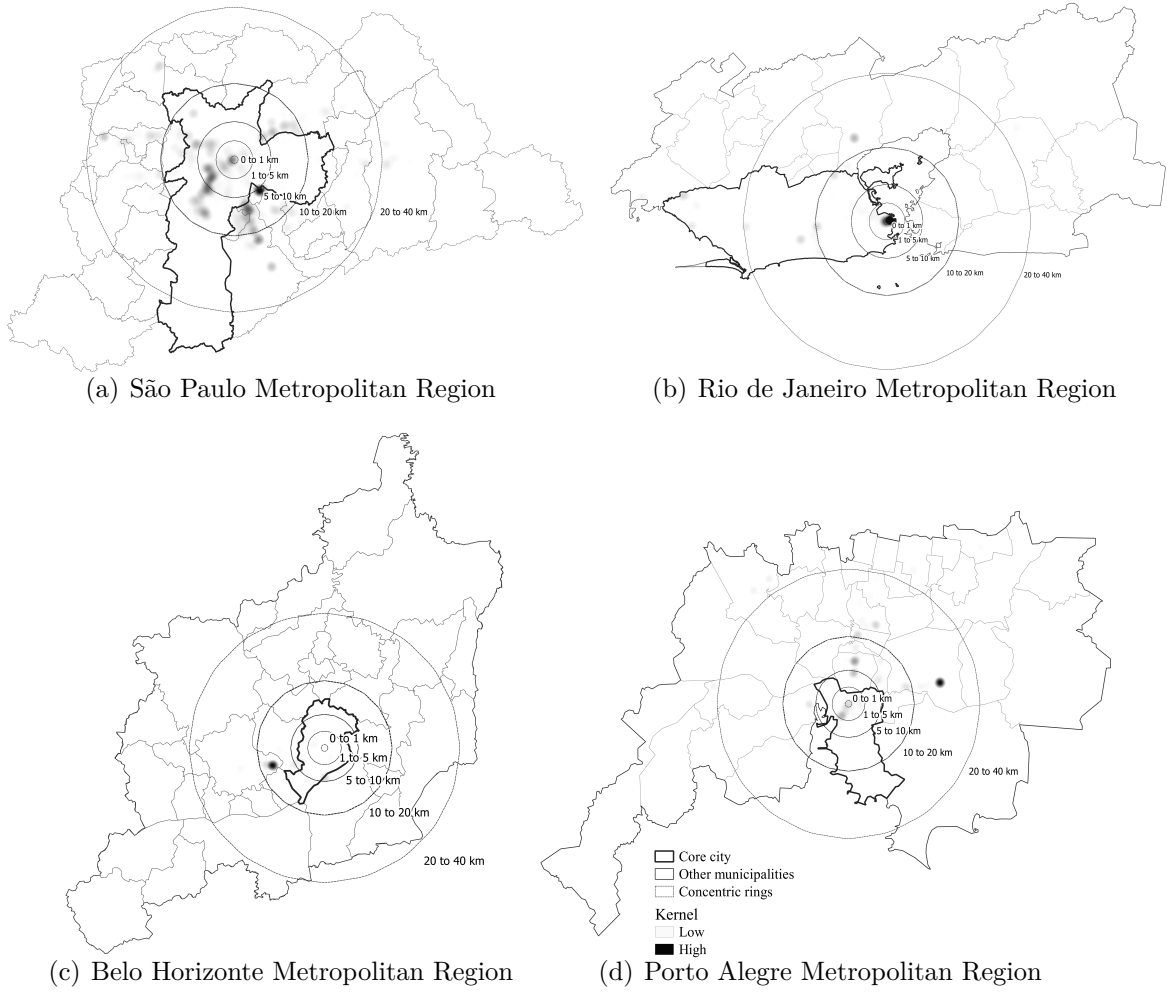 0 to 1 km
1 to 5 km
5 to 10 km
10 to 20 km
20 to 40 km
(a) São Paulo Metropolitan Region
0 to 1 km
1 to 5 km
5 to 10 km
10 to 20 km
20 to 40 km
(b) Rio de Janeiro Metropolitan Region
0 to 1 km
1 to 5 km
5 to 10 km
10 to 20 km
20 to 40 km
(c) Belo Horizonte Metropolitan Region
0 to 1 km
1 to 5 km
5 to 10 km
10 to 20 km
20 to 40 km
Core city
Other municipalities
Concentric rings
Kernel
Low
High
(d) Porto Alegre Metropolitan Region